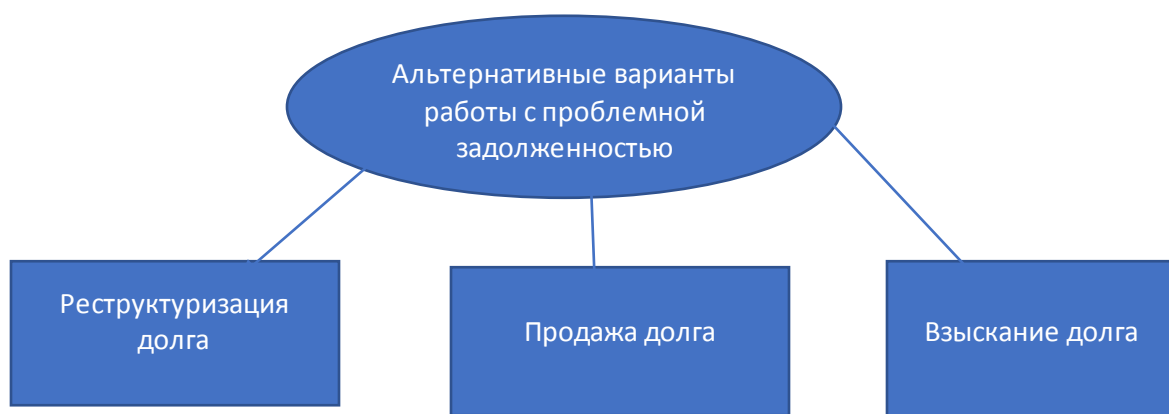 Альтернативные варианты
работы с проблемной
задолженностью
Реструктуризация
долга
Продажа долга
Взыскание долга